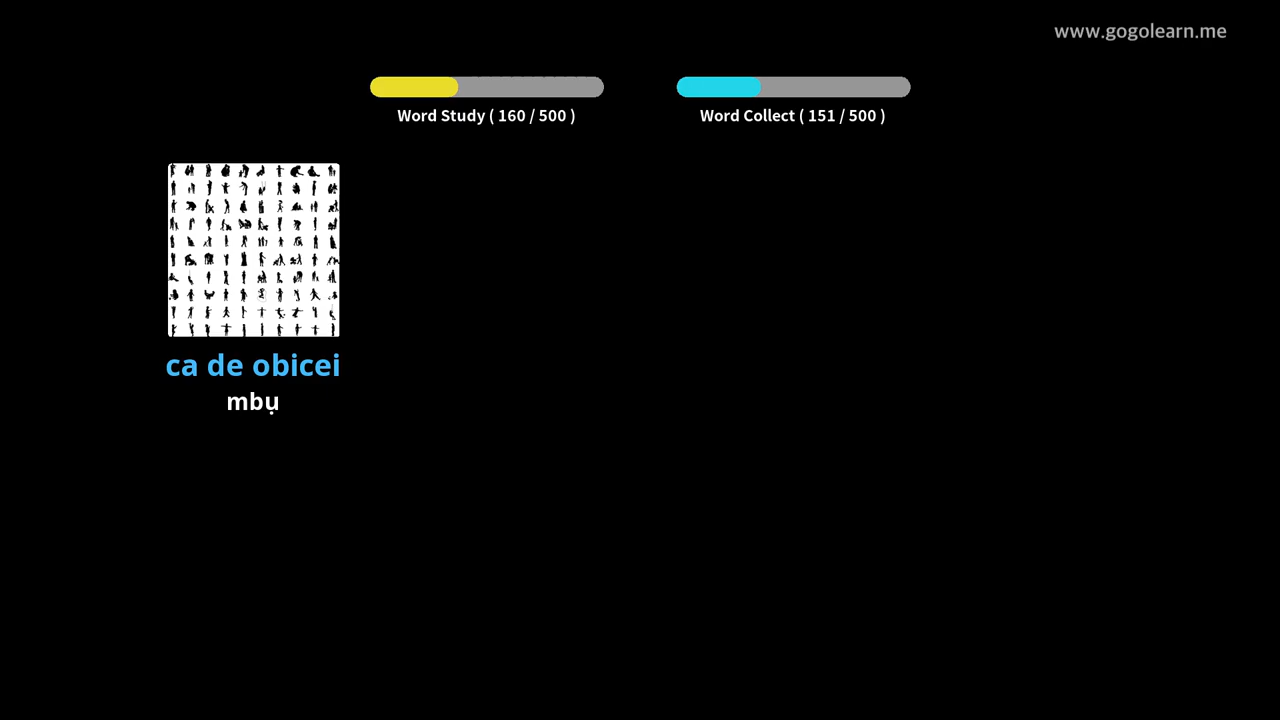 www.gogolearn.me
Word Study ( 160 / 500 )
Word Collect ( 151 / 500 )
ca de obicei
mbụ